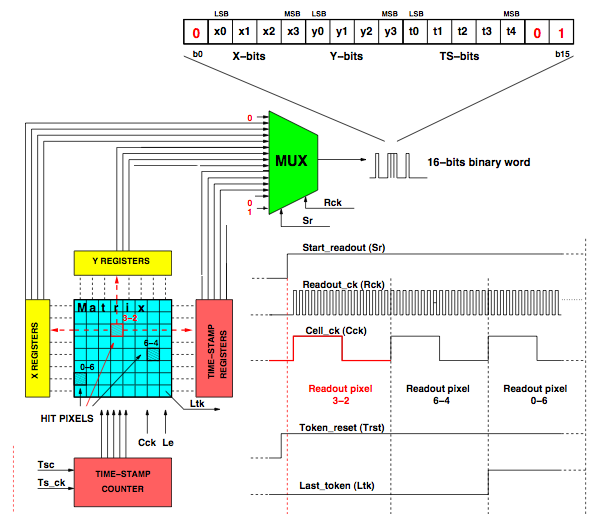 LSB MSB LSB MSB LSB MSB
0 x0 x1 x2 x3 y0 y1 y2 y3 t0 t1 t2 t3 t4 0 1
b0 X-bits Y-bits TS-bits b15
0
MUX
16-bits binary word
0
1
Rck
Sr
Y REGISTERS
X REGISTERS
Matrix
3-2
6-4
0-6
TIME-STAMP
REGISTERS
HIT PIXELS
Ltk
Cck Le
Tsc
Ts_ck
TIME-STAMP
COUNTER
Start_readout (Sr)
Readout_ck (Rck)
Cell_ck (Cck)
Readout pixel
3-2
Readout pixel
6-4
Readout pixel
0-6
Token_reset (Trst)
Last_token (Ltk)